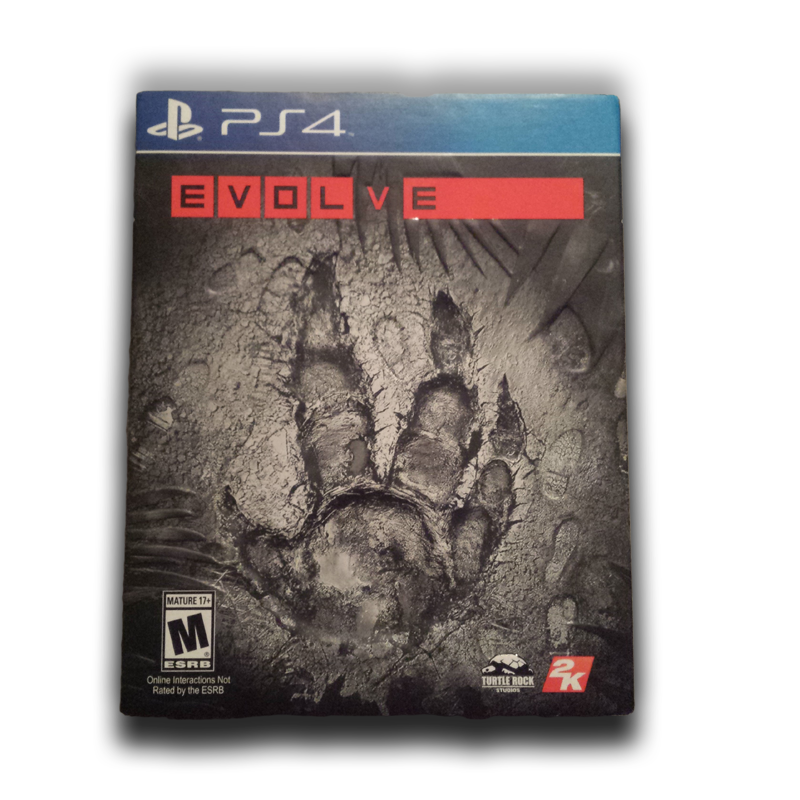 PS4
EVOLVE
MATURE 17+
M
ESRB
Online Interactions Not
Rated by the ESRB
TURTLE ROCK
STUDIOS
2K